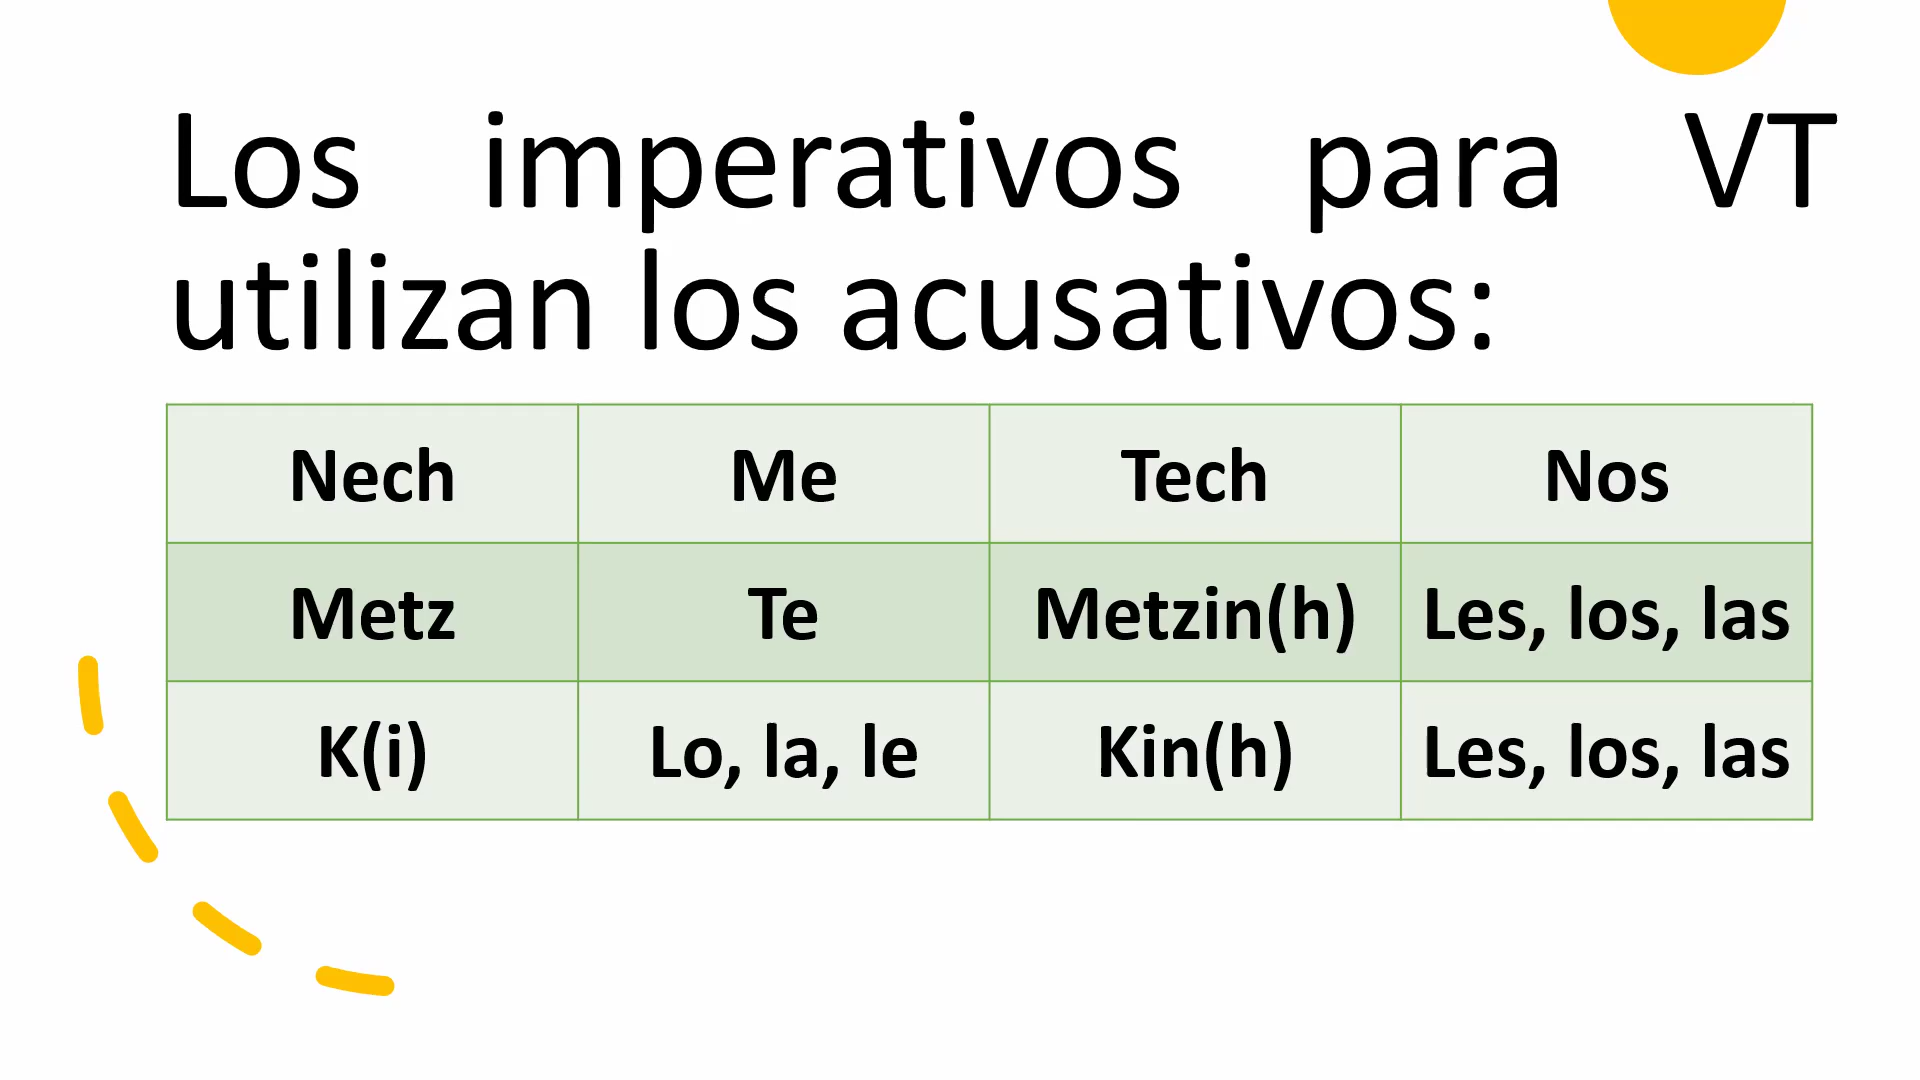 Los imperativos para VT
utilizan los acusativos:
Nech Me Tech Nos
Metz Te Metzin(h) Les, los, las
K(i) Lo, la, le Kin(h) Les, los, las